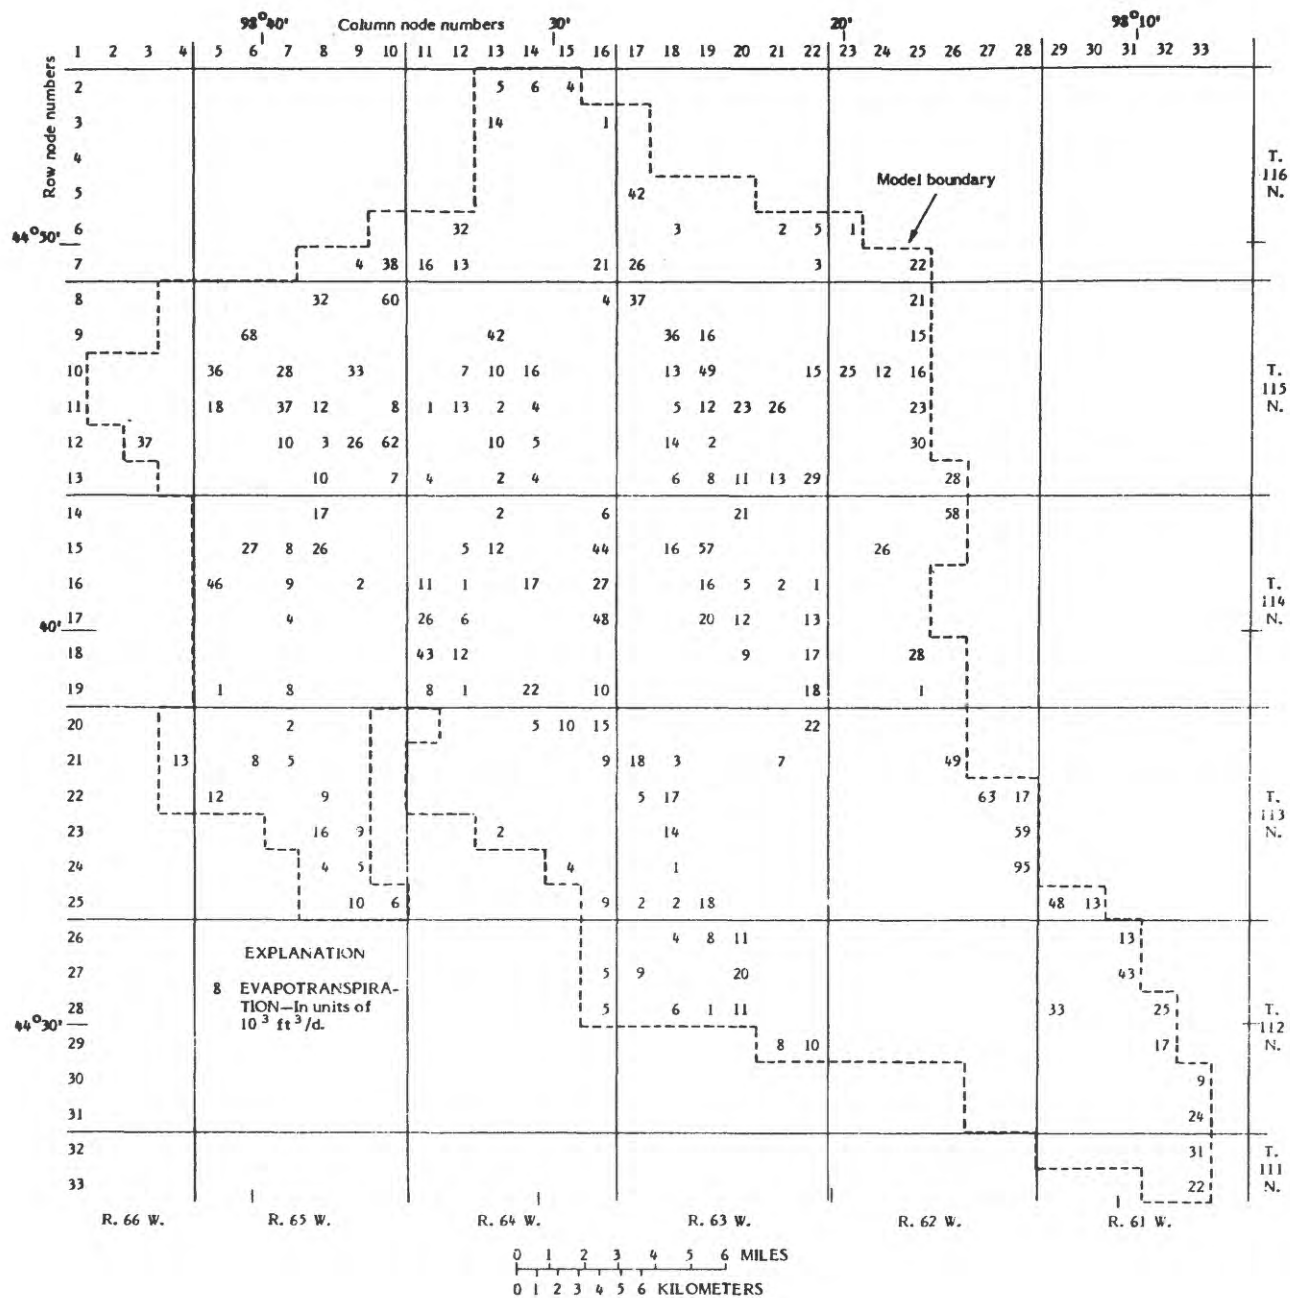 98°40' Column node numbers 30' 20' 98°10'
1 2 3 4 5 6 7 8 9 10 11 12 13 14 15 16 17 18 19 20 21 22 23 24 25 26 27 28 29 30 31 32 33
Row node numbers
2 5 6 4
3 14 1
4
T. 116 N.
Model boundary
5 42
6 32 3 2 5 1
44°50'
7 4 38 16 13 21 26 3 22
8 32 60 4 37 21
9 68 42 36 16 15
10 36 28 33 7 10 16 13 49 15 25 12 16
T. 115 N.
11 18 37 12 8 1 13 2 4 5 12 23 26 23
12 37 10 3 26 62 10 5 14 2 30
13 10 7 4 2 4 6 8 11 13 29 28
14 17 2 6 21 58
15 27 8 26 5 12 44 16 57 26
16 46 9 2 11 1 17 27 16 5 2 1
T. 114 N.
17 4 26 6 48 20 12 13
40'
18 43 12 9 17 28
19 1 8 8 1 22 10 18 1
20 2 5 10 15 22
21 13 8 5 9 18 3 7 49
22 12 9 5 17 63 17
T. 113 N.
23 16 9 2 14 59
24 4 5 4 1 95
25 10 6 9 2 2 18 48 13
26 4 8 11 13
EXPLANATION
27 5 9 20 43
8 EVAPOTRANSPIRA-
TION—In units of
10³ ft³/d.
28 5 6 1 11 33 25
T. 112 N.
44°30'
29 8 10 17
30 9
31 24
32 31
T. 111 N.
33 22
R. 66 W. R. 65 W. R. 64 W. R. 63 W. R. 62 W. R. 61 W.
0 1 2 3 4 5 6 MILES
0 1 2 3 4 5 6 KILOMETERS